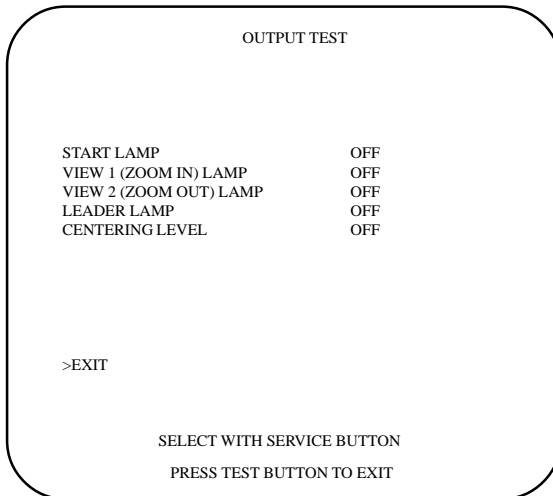 OUTPUT TEST
START LAMP OFF
VIEW 1 (ZOOM IN) LAMP OFF
VIEW 2 (ZOOM OUT) LAMP OFF
LEADER LAMP OFF
CENTERING LEVEL OFF
>EXIT
SELECT WITH SERVICE BUTTON
PRESS TEST BUTTON TO EXIT